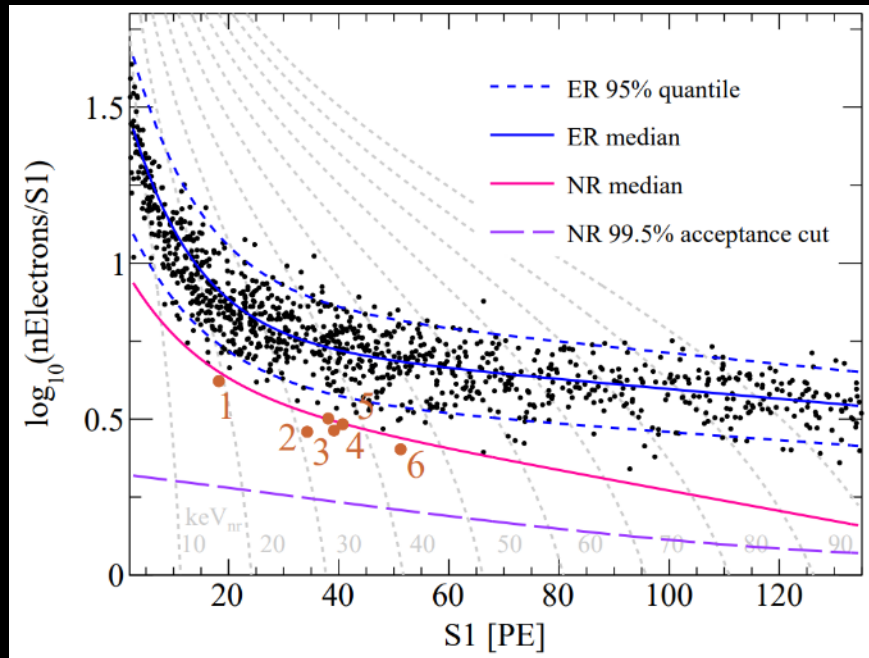 log₁₀(nElectrons/S1)
1.5
1
0.5
0
ER 95% quantile
ER median
NR median
NR 99.5% acceptance cut
1
2
3
4
5
6
keVnr
10 20 30 40 50 60 70 80 90
20 40 60 80 100 120
S1 [PE]